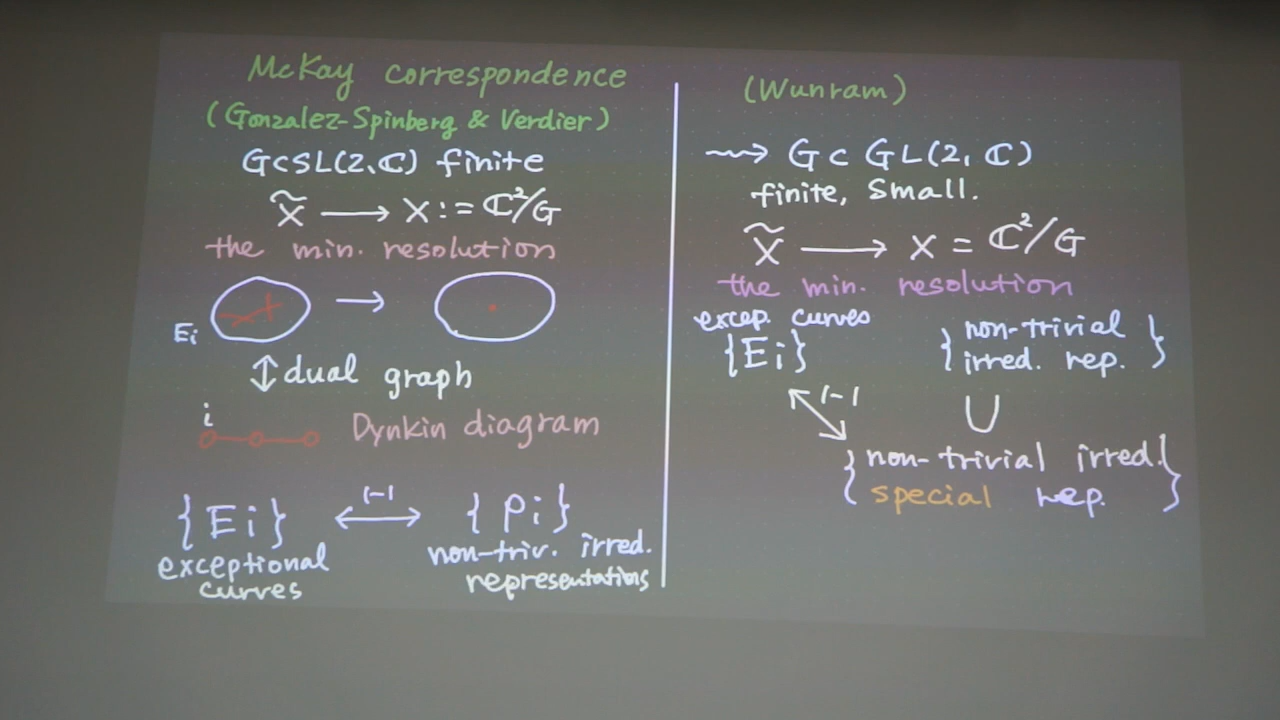 McKay correspondence
(Gonzalez-Spinberg & Verdier)
G⊂SL(2,ℂ) finite
X̃ ⟶ X := ℂ²/G
the min. resolution
Ei
↕ dual graph
i
Dynkin diagram
{Ei} 1-1 ⟷ {ρi}
exceptional curves
non-triv. irred. representations
(Wunram)
⇝ G ⊂ GL(2, ℂ)
finite, small.
X̃ ⟶ X = ℂ²/G
the min. resolution
excep. curves
{Ei}
{non-trivial
irred. rep.}
1-1
∪
{non-trivial irred.
special rep.}